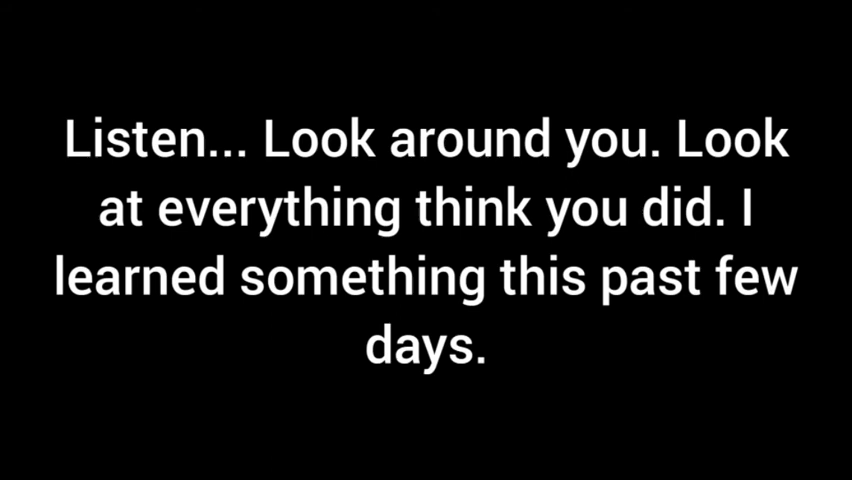 Listen... Look around you. Look
at everything think you did. I
learned something this past few
days.